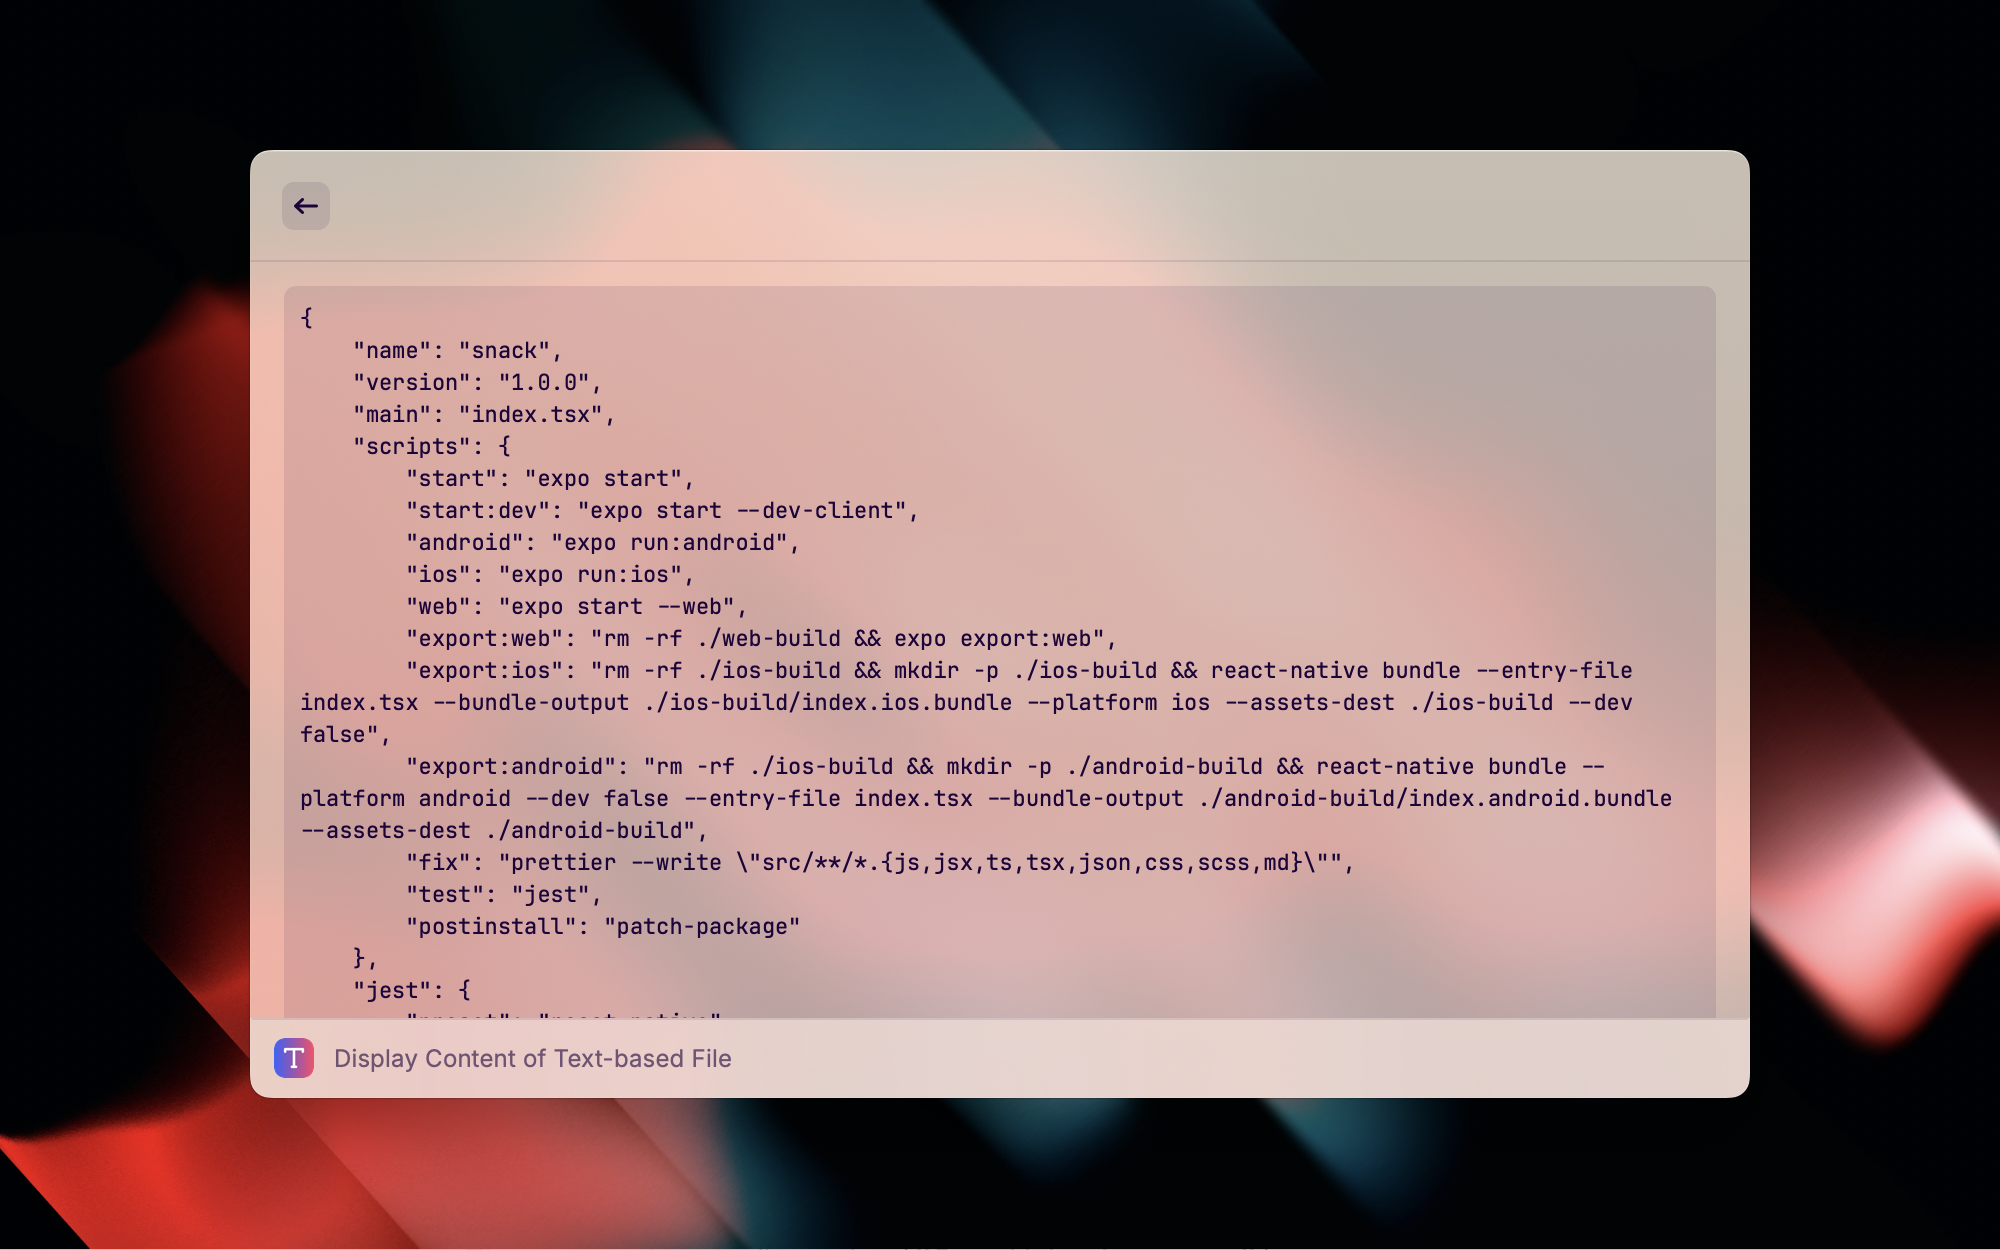 {
    "name": "snack",
    "version": "1.0.0",
    "main": "index.tsx",
    "scripts": {
        "start": "expo start",
        "start:dev": "expo start --dev-client",
        "android": "expo run:android",
        "ios": "expo run:ios",
        "web": "expo start --web",
        "export:web": "rm -rf ./web-build && expo export:web",
        "export:ios": "rm -rf ./ios-build && mkdir -p ./ios-build && react-native bundle --entry-file
index.tsx --bundle-output ./ios-build/index.ios.bundle --platform ios --assets-dest ./ios-build --dev
false",
        "export:android": "rm -rf ./ios-build && mkdir -p ./android-build && react-native bundle --
platform android --dev false --entry-file index.tsx --bundle-output ./android-build/index.android.bundle
--assets-dest ./android-build",
        "fix": "prettier --write \"src/**/*.{js,jsx,ts,tsx,json,css,scss,md}\"",
        "test": "jest",
        "postinstall": "patch-package"
    },
    "jest": {
T Display Content of Text-based File